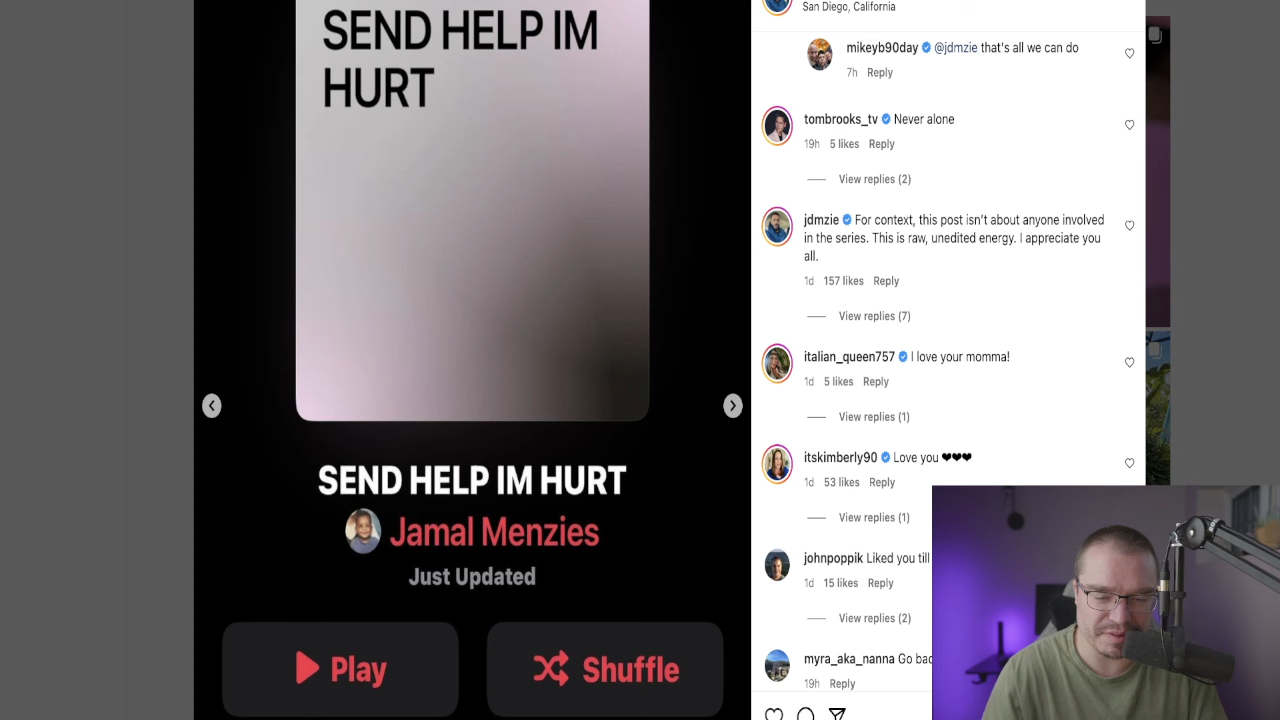 SEND HELP IM
HURT
SEND HELP IM HURT
Jamal Menzies
Just Updated
Play
Shuffle
San Diego, California
mikeyb90day @jdmzie that's all we can do
7h Reply
tombrooks_tv Never alone
19h 5 likes Reply
View replies (2)
jdmzie For context, this post isn't about anyone involved
in the series. This is raw, unedited energy. I appreciate you
all.
1d 157 likes Reply
View replies (7)
italian_queen757 I love your momma!
1d 5 likes Reply
View replies (1)
itskimberly90 Love you ❤❤❤
1d 53 likes Reply
View replies (1)
johnpoppik Liked you till
1d 15 likes Reply
View replies (2)
myra_aka_nanna Go bac
19h Reply